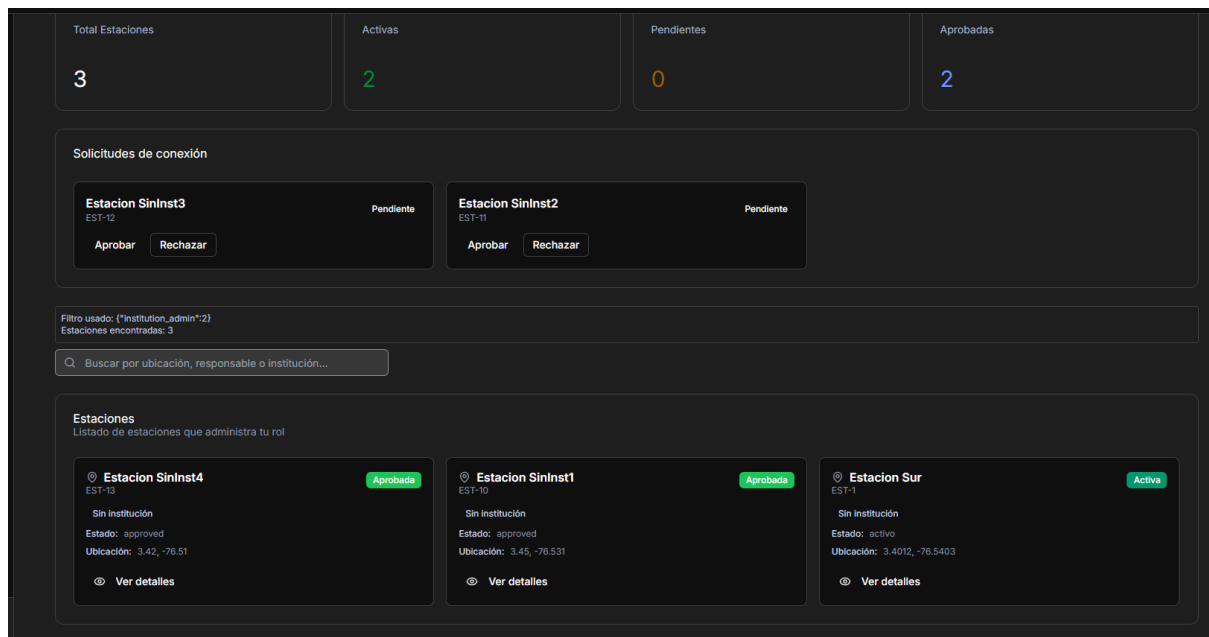 Total Estaciones
Activas
Pendientes
Aprobadas
3
2
0
2
Solicitudes de conexión
Estacion SinInst3
EST-12
Pendiente
Aprobar
Rechazar
Estacion SinInst2
EST-11
Pendiente
Aprobar
Rechazar
Filtro usado: {"institution_admin":2}
Estaciones encontradas: 3
Buscar por ubicación, responsable o institución...
Estaciones
Listado de estaciones que administra tu rol
Estacion SinInst4
EST-13
Aprobada
Sin institución
Estado: approved
Ubicación: 3.42, -76.51
Ver detalles
Estacion SinInst1
EST-10
Aprobada
Sin institución
Estado: approved
Ubicación: 3.45, -76.531
Ver detalles
Estacion Sur
EST-1
Activa
Sin institución
Estado: activo
Ubicación: 3.4012, -76.5403
Ver detalles